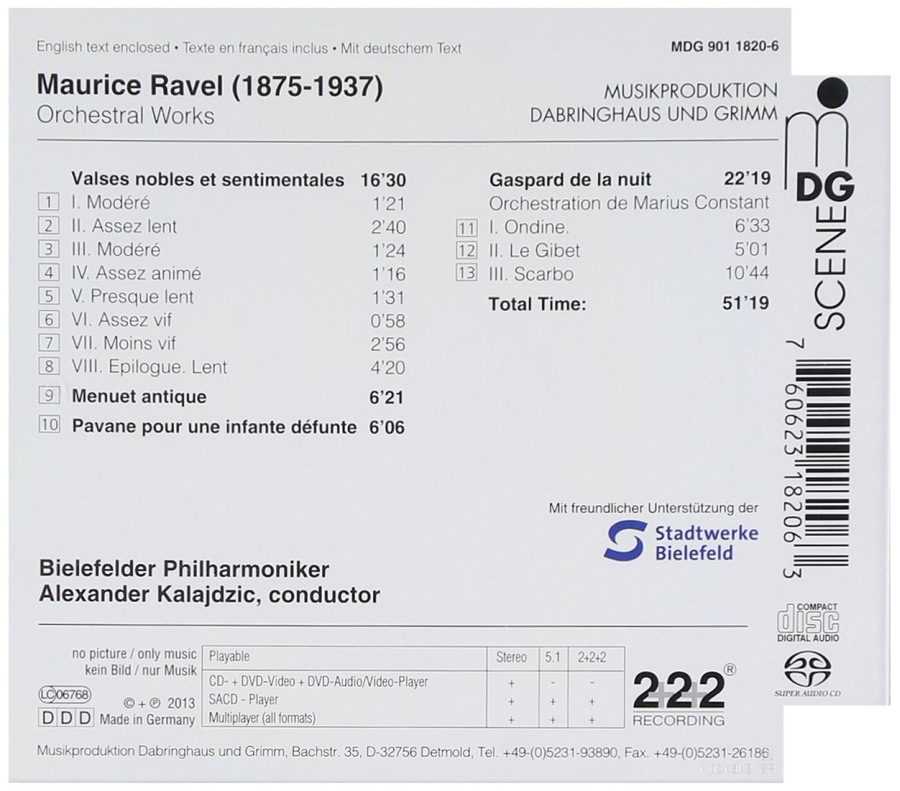 English text enclosed • Texte en français inclus • Mit deutschem Text
MDG 901 1820-6
Maurice Ravel (1875-1937)
Orchestral Works
MUSIKPRODUKTION
DABRINGHAUS UND GRIMM
Valses nobles et sentimentales 16'30
1 I. Modéré 1'21
2 II. Assez lent 2'40
3 III. Modéré 1'24
4 IV. Assez animé 1'16
5 V. Presque lent 1'31
6 VI. Assez vif 0'58
7 VII. Moins vif 2'56
8 VIII. Epilogue. Lent 4'20
9 Menuet antique 6'21
10 Pavane pour une infante défunte 6'06
Gaspard de la nuit 22'19
Orchestration de Marius Constant
11 I. Ondine. 6'33
12 II. Le Gibet 5'01
13 III. Scarbo 10'44
Total Time: 51'19
MDG
SCENE
7 60623 18206 3
Mit freundlicher Unterstützung der
Stadtwerke
Bielefeld
Bielefelder Philharmoniker
Alexander Kalajdzic, conductor
COMPACT
disc
DIGITAL AUDIO
SUPER AUDIO CD
no picture / only music
kein Bild / nur Musik
LC 06768
© + ℗ 2013
DDD Made in Germany
Playable Stereo 5.1 2+2+2
CD- + DVD-Video + DVD-Audio/Video-Player + - -
SACD - Player + + +
Multiplayer (all formats) + + +
2+2+2®
RECORDING
Musikproduktion Dabringhaus und Grimm, Bachstr. 35, D-32756 Detmold, Tel. +49-(0)5231-93890, Fax. +49-(0)5231-26186